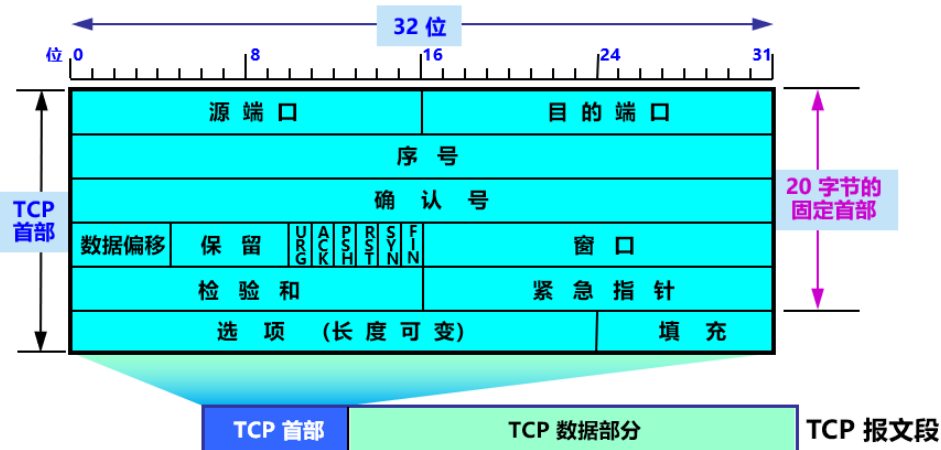 32 位
位 0 8 16 24 31
源 端 口 目 的 端 口
序 号
TCP
首部
确 认 号
20 字节的
固定首部
数据偏移 保 留 URG ACK PSH RST SYN FIN 窗 口
检 验 和 紧 急 指 针
选 项 (长 度 可 变) 填 充
TCP 首部 TCP 数据部分 TCP 报文段